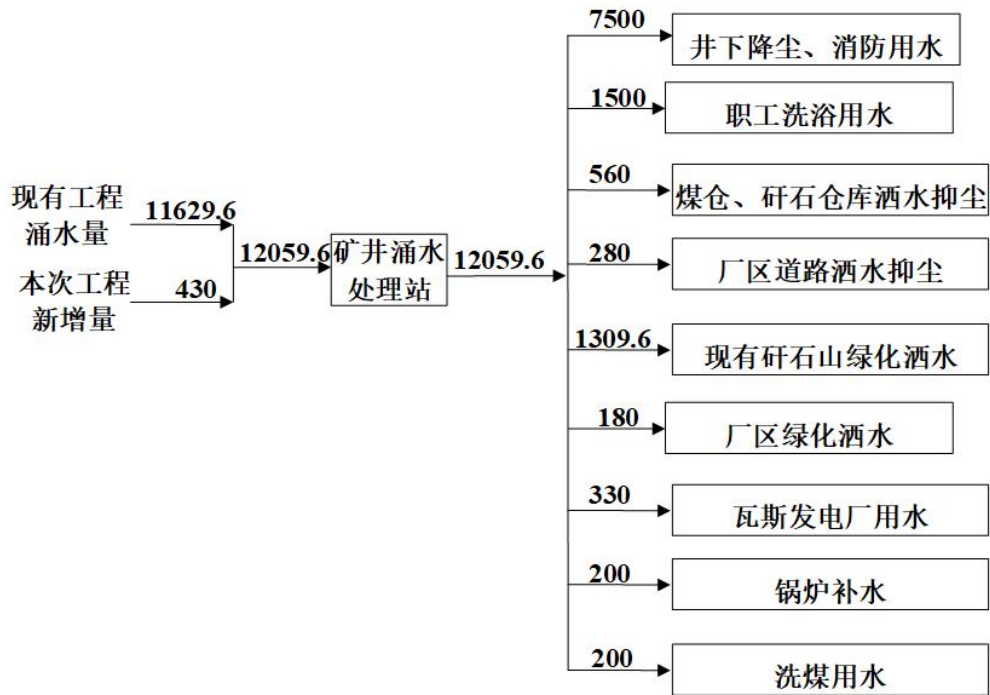 7500
井下降尘、消防用水
1500
职工洗浴用水
560
煤仓、矸石仓库洒水抑尘
现有工程
涌水量
11629.6
本次工程
新增量
430
12059.6
矿井涌水
处理站
12059.6
280
厂区道路洒水抑尘
1309.6
现有矸石山绿化洒水
180
厂区绿化洒水
330
瓦斯发电厂用水
200
锅炉补水
200
洗煤用水